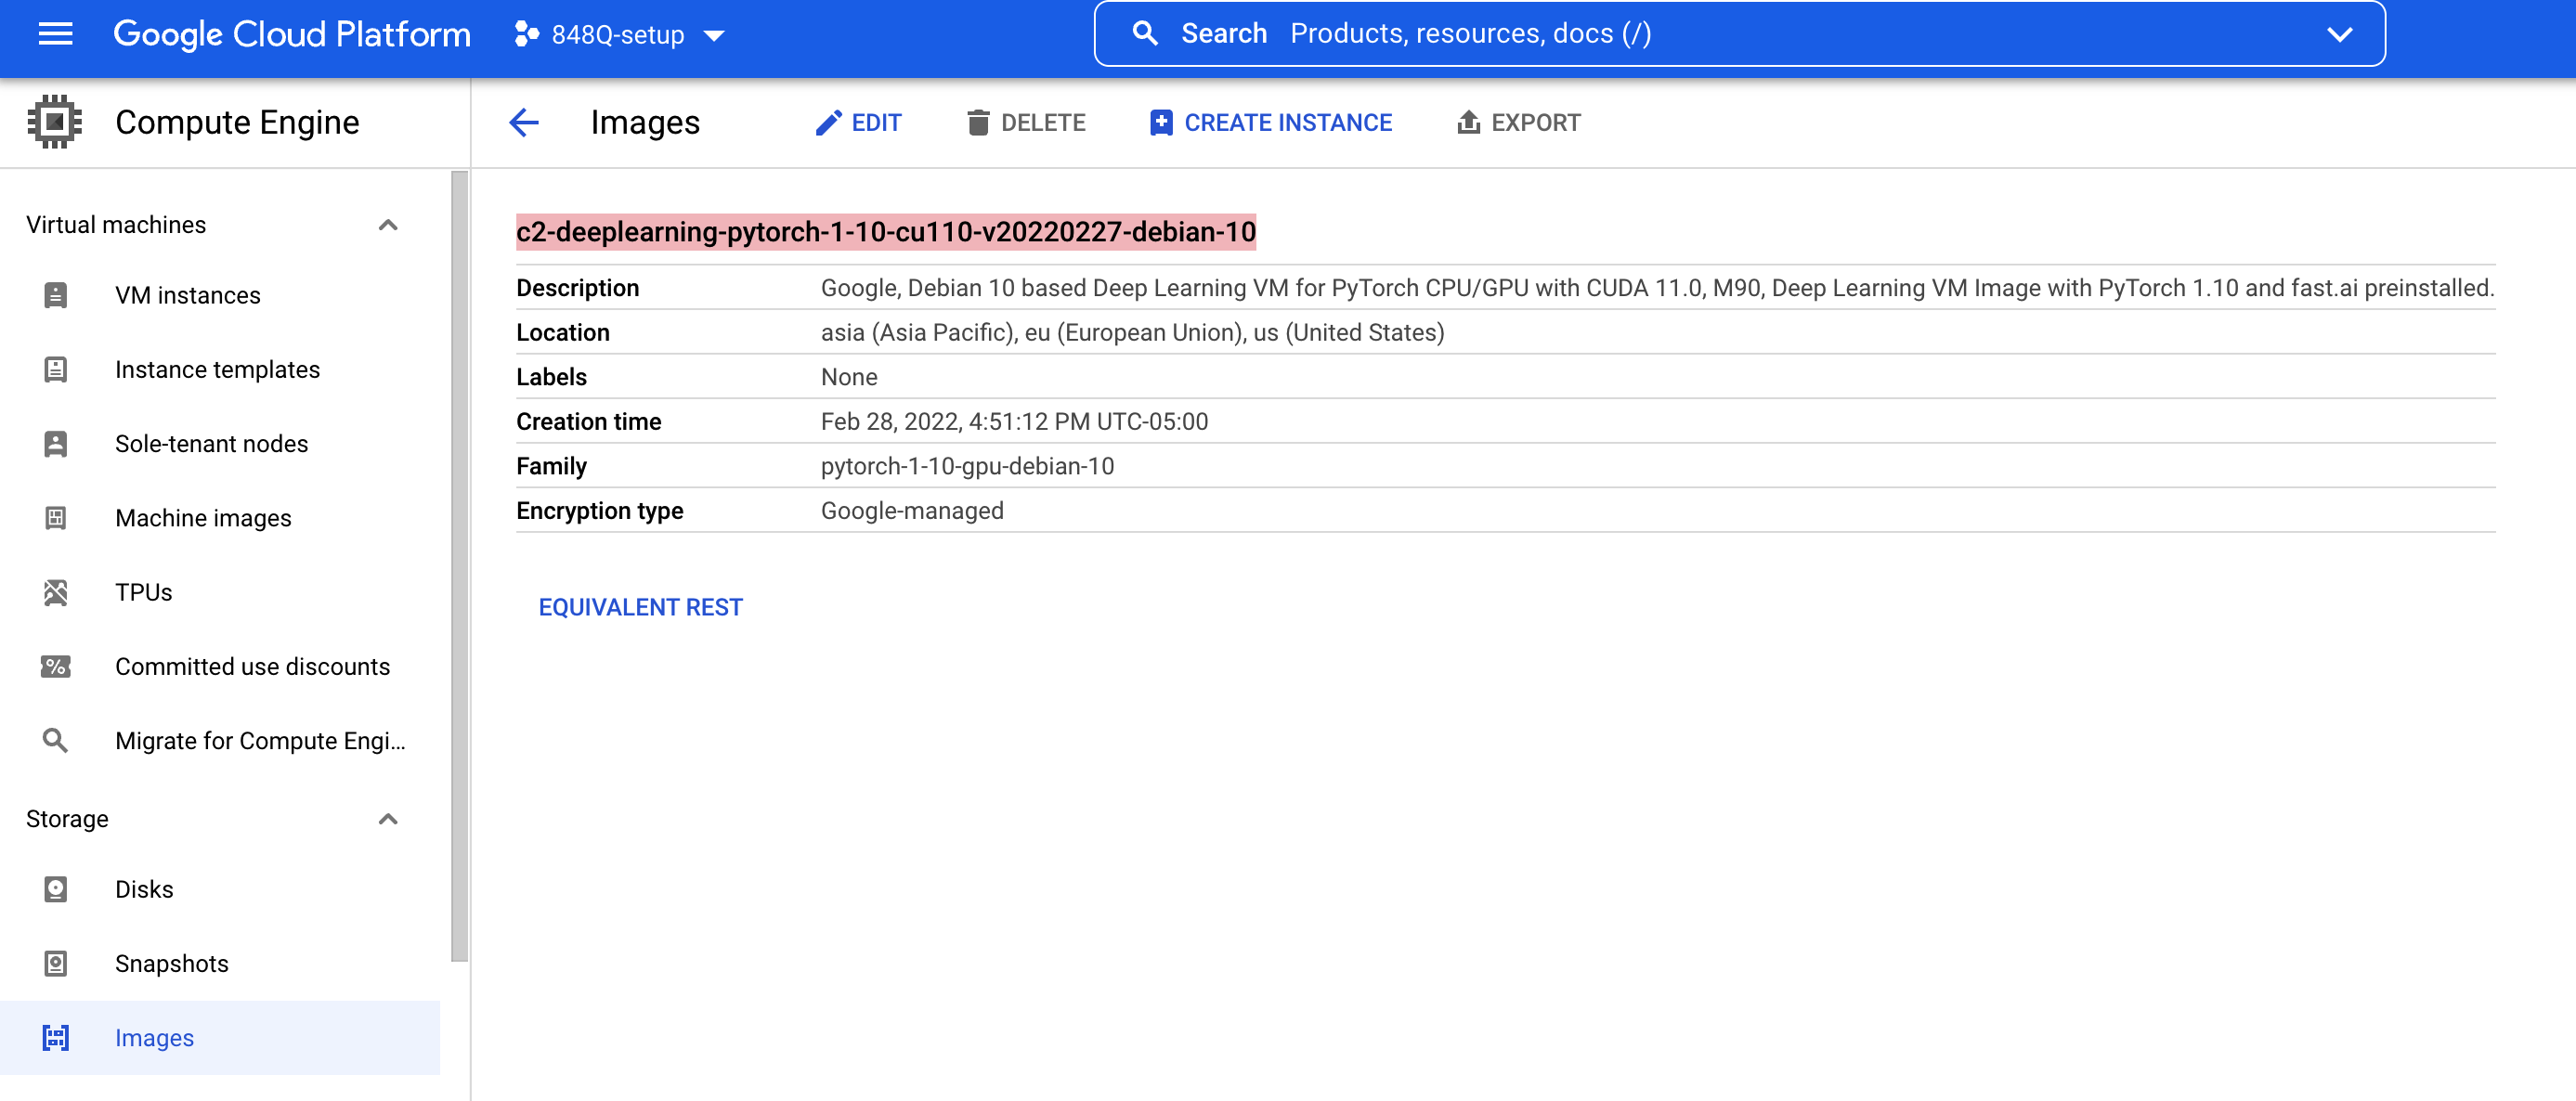 Google Cloud Platform 848Q-setup Search Products, resources, docs (/)
Compute Engine
Images EDIT DELETE CREATE INSTANCE EXPORT
Virtual machines
VM instances
Instance templates
Sole-tenant nodes
Machine images
TPUs
% Committed use discounts
Migrate for Compute Engi...
Storage
Disks
Snapshots
Images
c2-deeplearning-pytorch-1-10-cu110-v20220227-debian-10
Description Google, Debian 10 based Deep Learning VM for PyTorch CPU/GPU with CUDA 11.0, M90, Deep Learning VM Image with PyTorch 1.10 and fast.ai preinstalled.
Location asia (Asia Pacific), eu (European Union), us (United States)
Labels None
Creation time Feb 28, 2022, 4:51:12 PM UTC-05:00
Family pytorch-1-10-gpu-debian-10
Encryption type Google-managed
EQUIVALENT REST